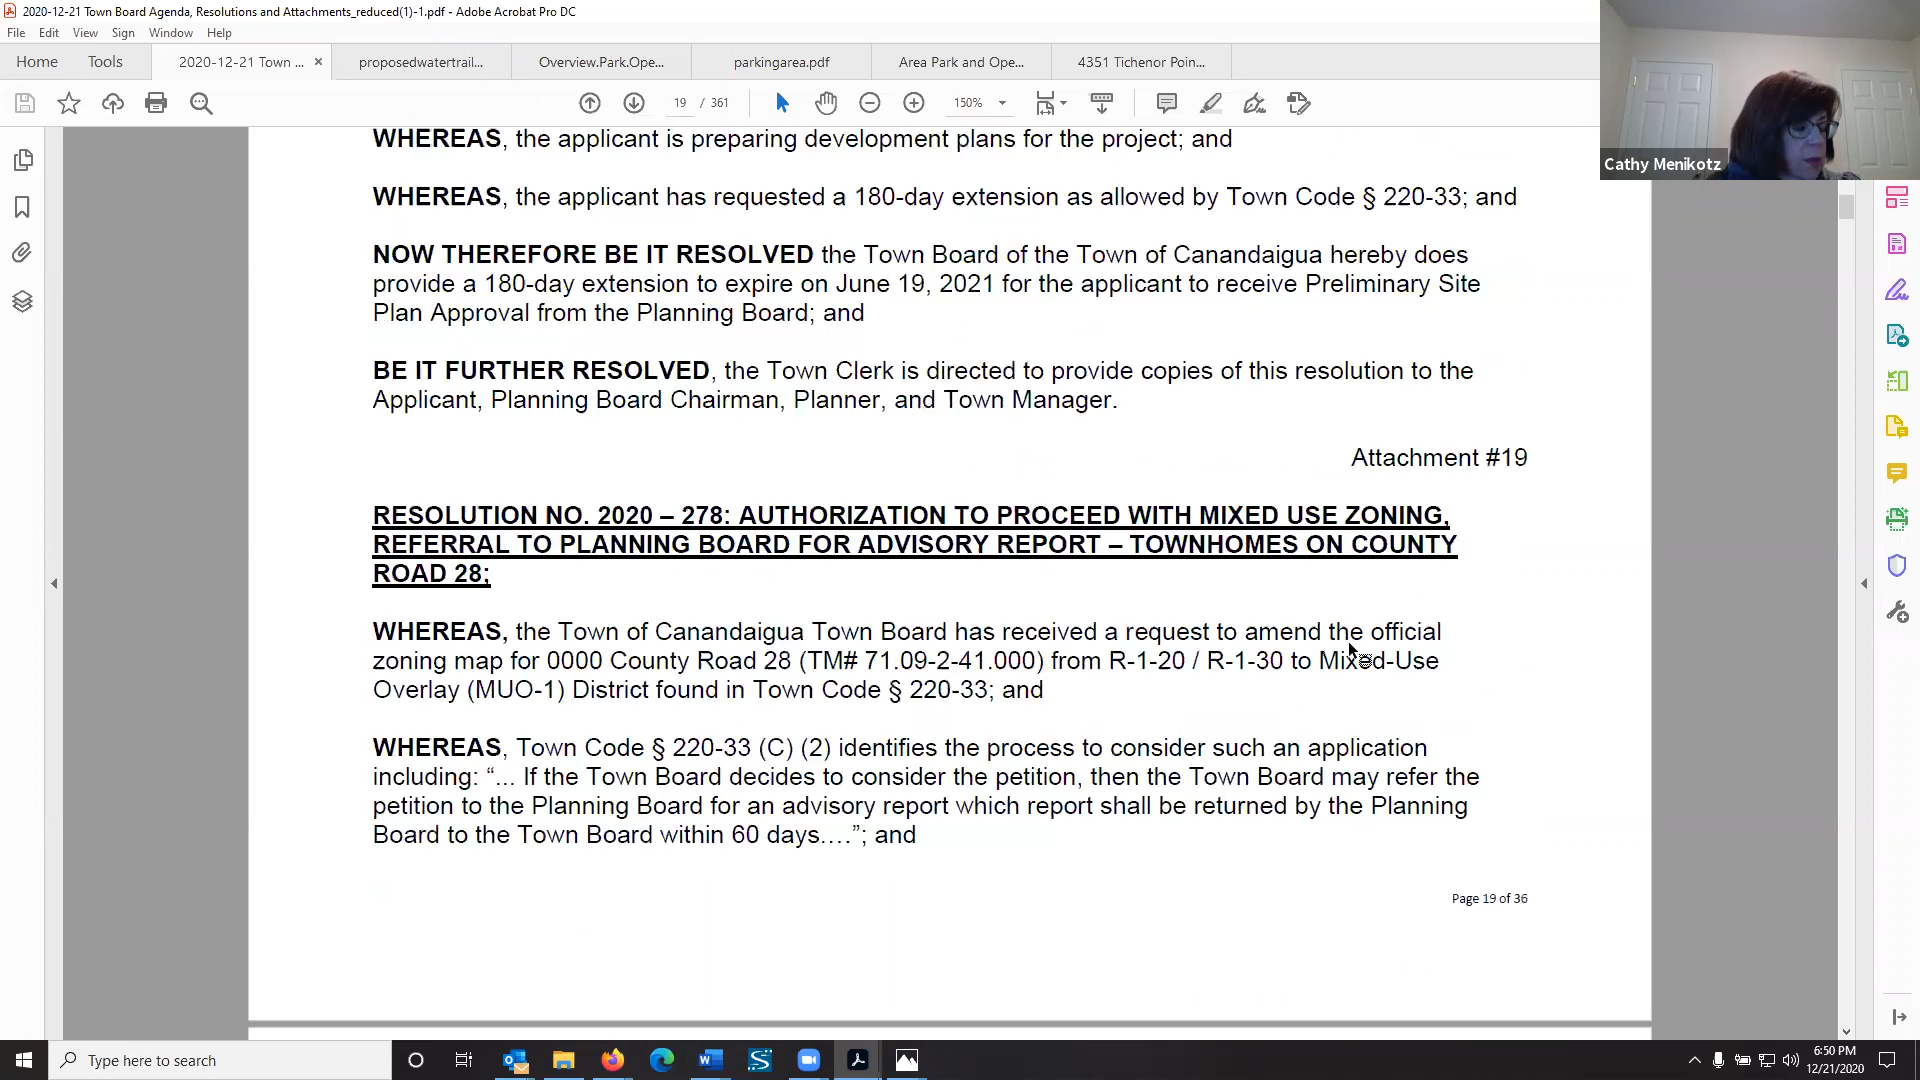 2020-12-21 Town Board Agenda, Resolutions and Attachments_reduced(1)-1.pdf - Adobe Acrobat Pro DC
File Edit View Sign Window Help
Home Tools 2020-12-21 Town ... × proposedwatertrail... Overview.Park.Ope... parkingarea.pdf Area Park and Ope... 4351 Tichenor Poin...
19 / 361 150%
Cathy Menikotz
WHEREAS, the applicant is preparing development plans for the project; and
WHEREAS, the applicant has requested a 180-day extension as allowed by Town Code § 220-33; and
NOW THEREFORE BE IT RESOLVED the Town Board of the Town of Canandaigua hereby does
provide a 180-day extension to expire on June 19, 2021 for the applicant to receive Preliminary Site
Plan Approval from the Planning Board; and
BE IT FURTHER RESOLVED, the Town Clerk is directed to provide copies of this resolution to the
Applicant, Planning Board Chairman, Planner, and Town Manager.
Attachment #19
RESOLUTION NO. 2020 – 278: AUTHORIZATION TO PROCEED WITH MIXED USE ZONING,
REFERRAL TO PLANNING BOARD FOR ADVISORY REPORT – TOWNHOMES ON COUNTY
ROAD 28;
WHEREAS, the Town of Canandaigua Town Board has received a request to amend the official
zoning map for 0000 County Road 28 (TM# 71.09-2-41.000) from R-1-20 / R-1-30 to Mixed-Use
Overlay (MUO-1) District found in Town Code § 220-33; and
WHEREAS, Town Code § 220-33 (C) (2) identifies the process to consider such an application
including: “... If the Town Board decides to consider the petition, then the Town Board may refer the
petition to the Planning Board for an advisory report which report shall be returned by the Planning
Board to the Town Board within 60 days….”; and
Page 19 of 36
Type here to search
6:50 PM
12/21/2020